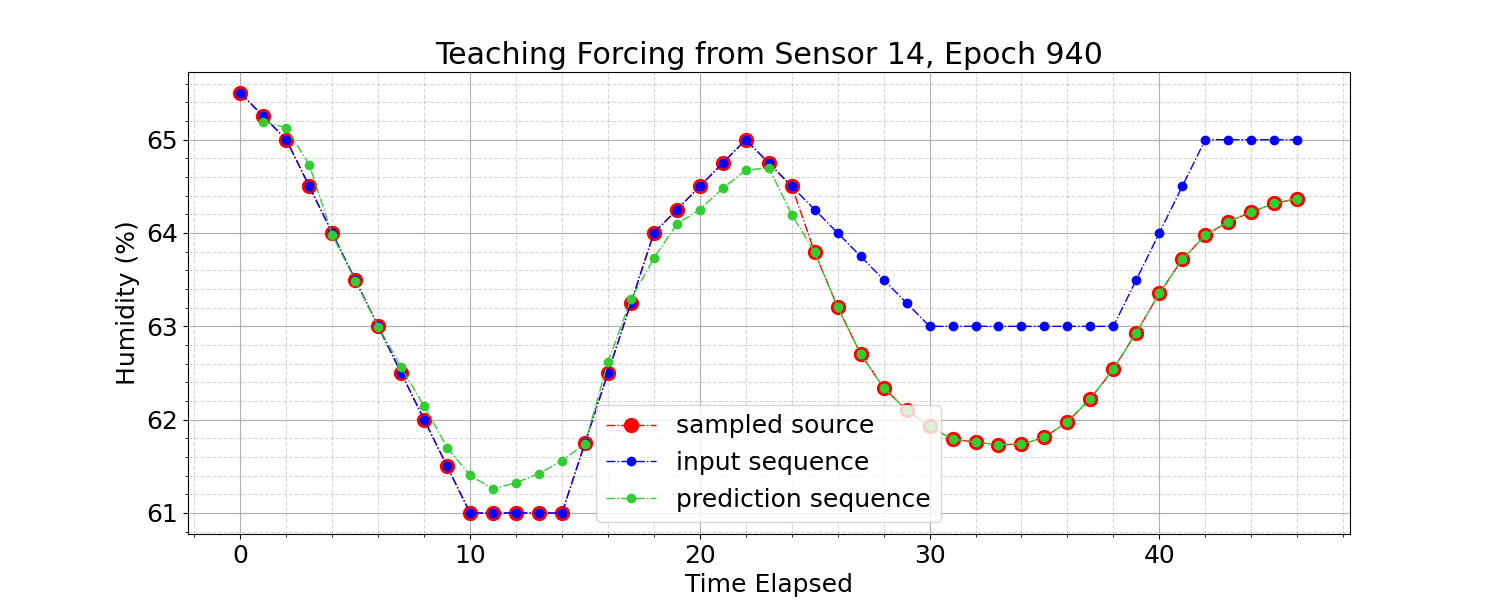 Teaching Forcing from Sensor 14, Epoch 940
Humidity (%)
65
64
63
62
61
sampled source
input sequence
prediction sequence
0 10 20 30 40
Time Elapsed